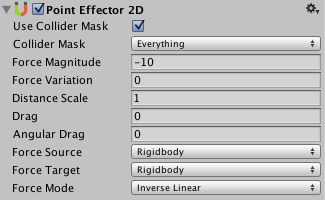 Point Effector 2D
Use Collider Mask
Collider Mask Everything
Force Magnitude -10
Force Variation 0
Distance Scale 1
Drag 0
Angular Drag 0
Force Source Rigidbody
Force Target Rigidbody
Force Mode Inverse Linear